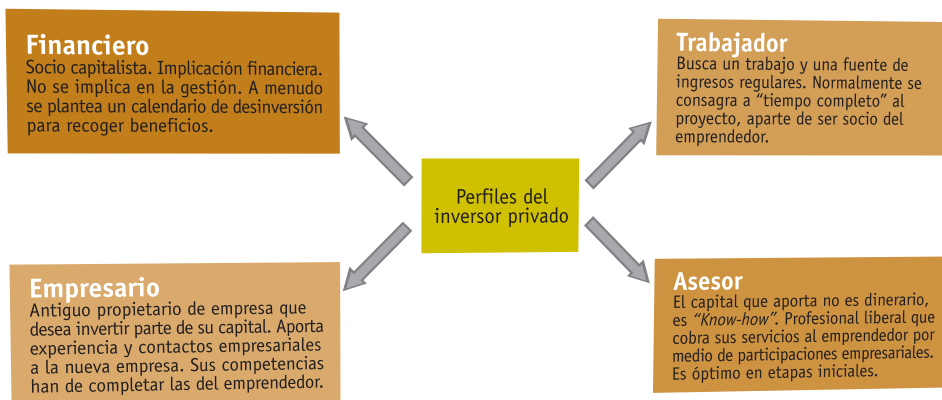 Financiero
Socio capitalista. Implicación financiera.
No se implica en la gestión. A menudo
se plantea un calendario de desinversión
para recoger beneficios.
Trabajador
Busca un trabajo y una fuente de
ingresos regulares. Normalmente se
consagra a “tiempo completo” al
proyecto, aparte de ser socio del
emprendedor.
Perfiles del
inversor privado
Empresario
Antiguo propietario de empresa que
desea invertir parte de su capital. Aporta
experiencia y contactos empresariales
a la nueva empresa. Sus competencias
han de completar las del emprendedor.
Asesor
El capital que aporta no es dinerario,
es “Know-how”. Profesional liberal que
cobra sus servicios al emprendedor por
medio de participaciones empresariales.
Es óptimo en etapas iniciales.